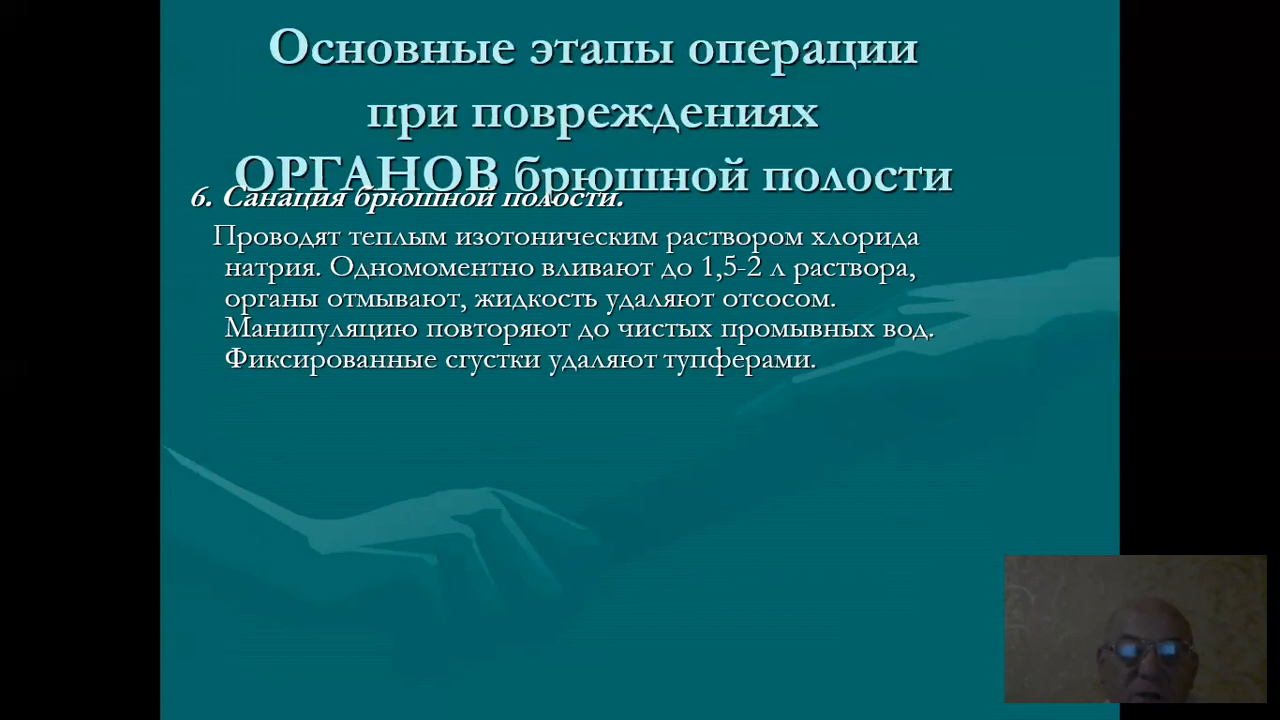 Основные этапы операции
при повреждениях
ОРГАНОВ брюшной полости
6. Санация брюшной полости.
Проводят теплым изотоническим раствором хлорида
натрия. Одномоментно вливают до 1,5-2 л раствора,
органы отмывают, жидкость удаляют отсосом.
Манипуляцию повторяют до чистых промывных вод.
Фиксированные сгустки удаляют тупферами.